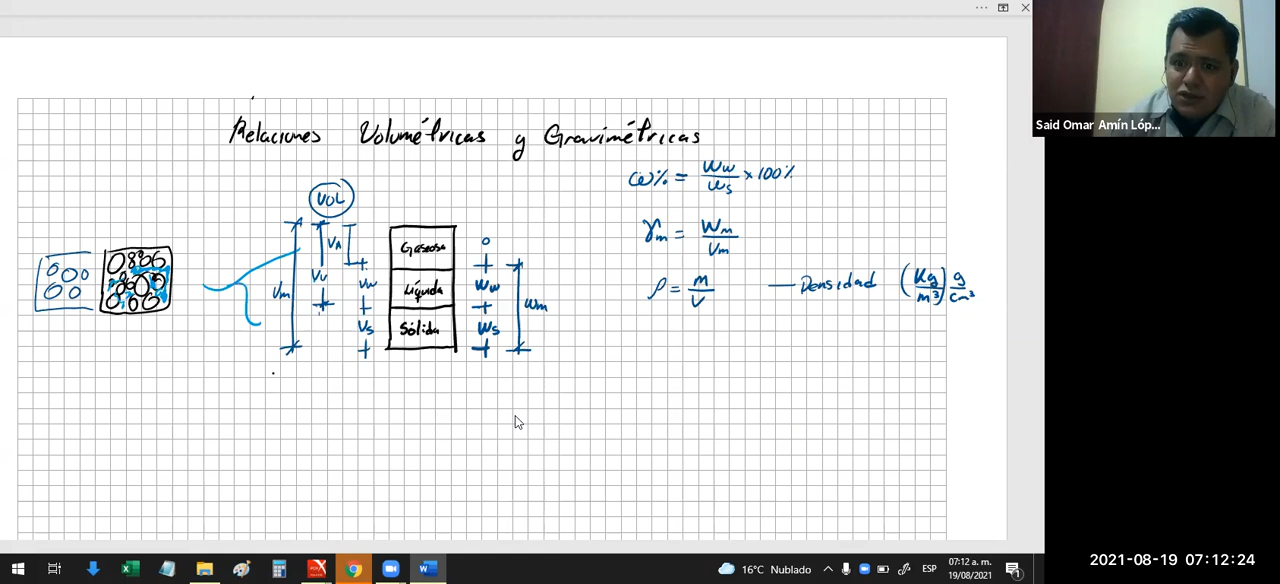 Said Omar Amín Lóp...
Relaciones Volumétricas y Gravimétricas
VOL
ω% = Ww/Ws × 100%
γm = Wm/Vm
ρ = m/V — Densidad (Kg/m³) g/cm³
Vm
Vv
VA
Vw
Vs
Gaseosa
Líquida
Sólida
0
Ww
Ws
Wm
16°C Nublado
ESP
07:12 a. m.
19/08/2021
2021-08-19 07:12:24